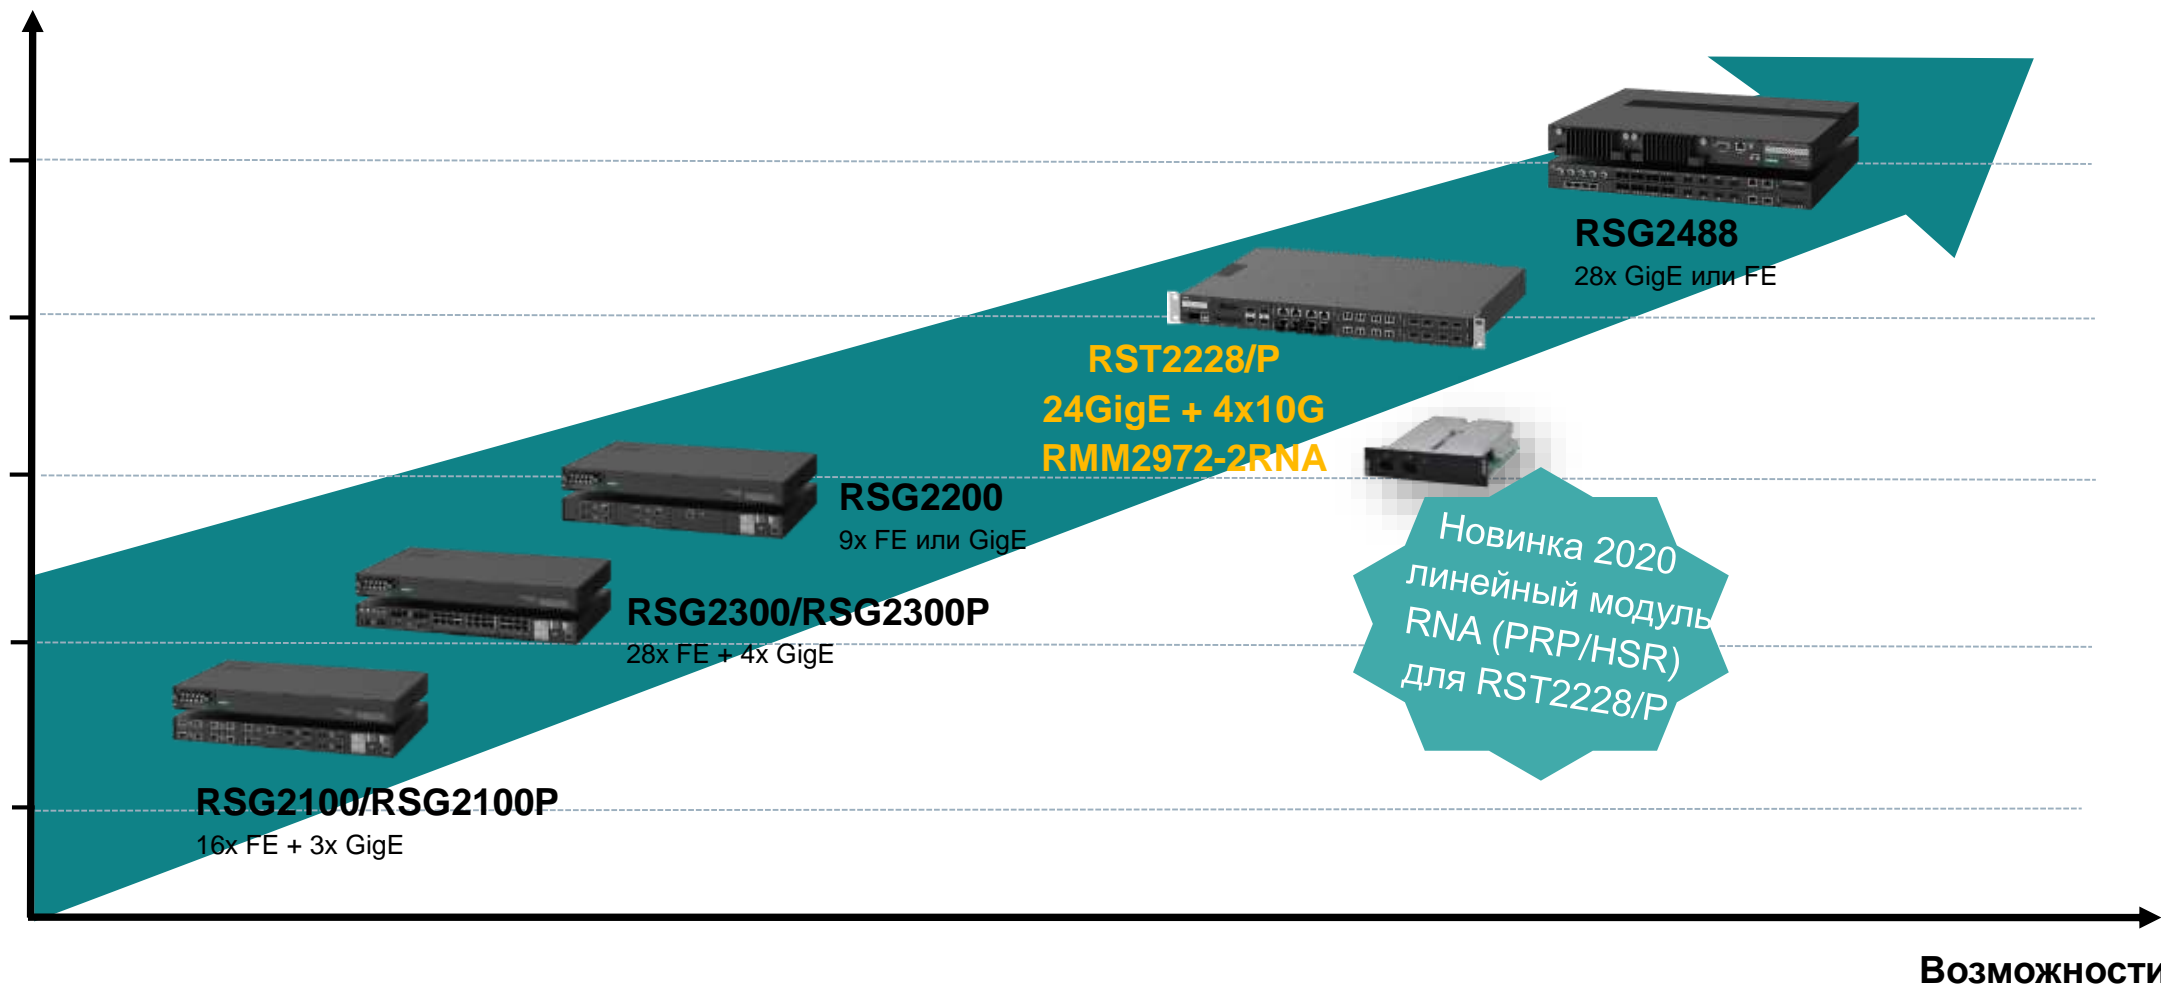 RSG2488
28x GigE или FE
RST2228/P
24GigE + 4x10G
RMM2972-2RNA
RSG2200
9x FE или GigE
Новинка 2020
линейный модуль
RNA (PRP/HSR)
для RST2228/P
RSG2300/RSG2300P
28x FE + 4x GigE
RSG2100/RSG2100P
16x FE + 3x GigE
Возможности